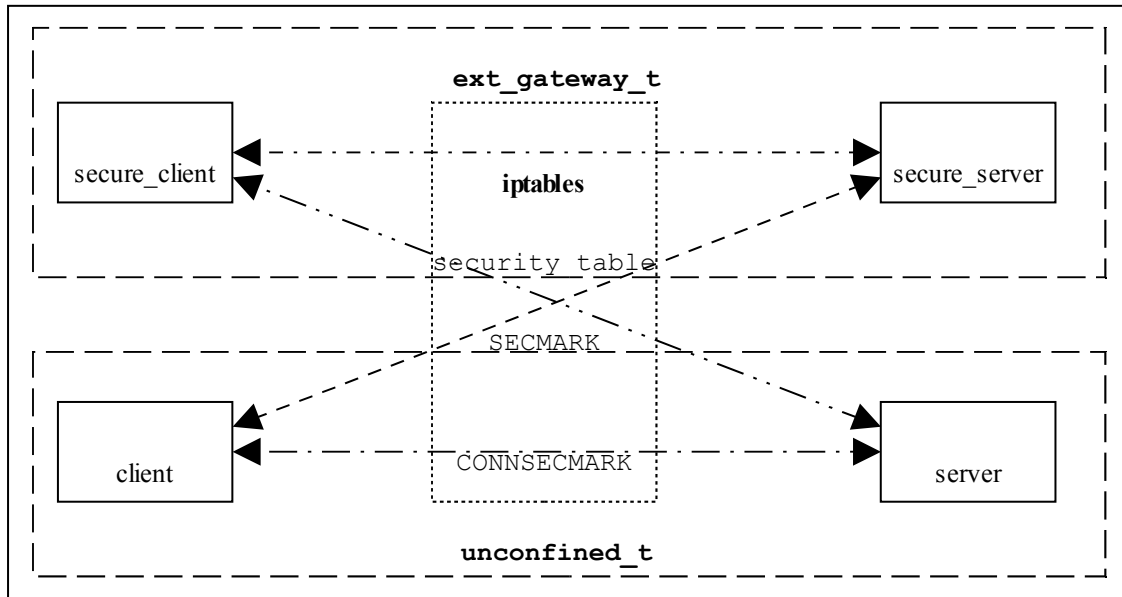 ext_gateway_t
secure_client
iptables
secure_server
security table
SECMARK
client
CONNSECMARK
server
unconfined_t